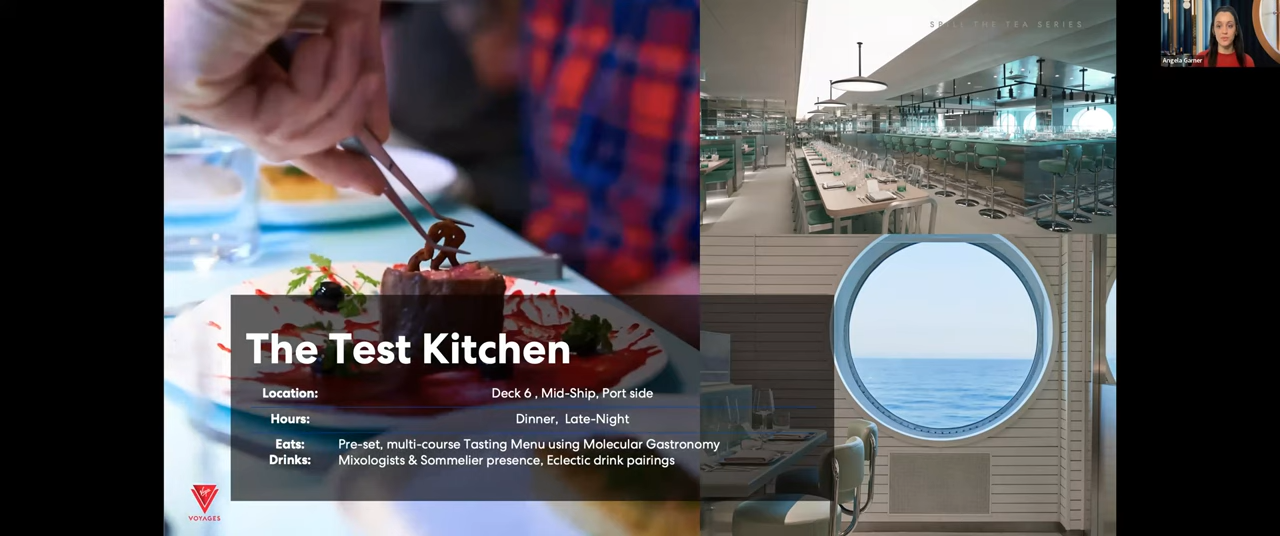 SPILL THE TEA SERIES
Angela Garner
The Test Kitchen
Location: Deck 6 , Mid-Ship, Port side
Hours: Dinner, Late-Night
Eats: Pre-set, multi-course Tasting Menu using Molecular Gastronomy
Drinks: Mixologists & Sommelier presence, Eclectic drink pairings
Virgin
VOYAGES